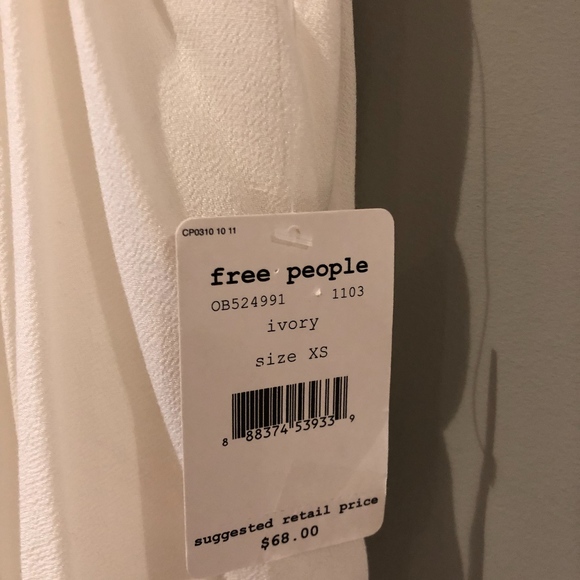 CP0310 10 11
free people
OB524991 1103
ivory
size XS
8 88374 53933 9
suggested retail price
$68.00